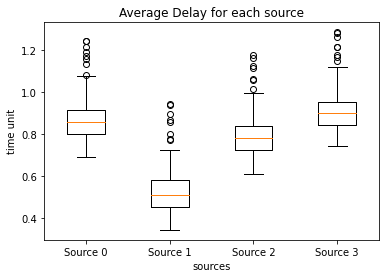 Average Delay for each source
time unit
1.2
1.0
0.8
0.6
0.4
Source 0 Source 1 Source 2 Source 3
sources